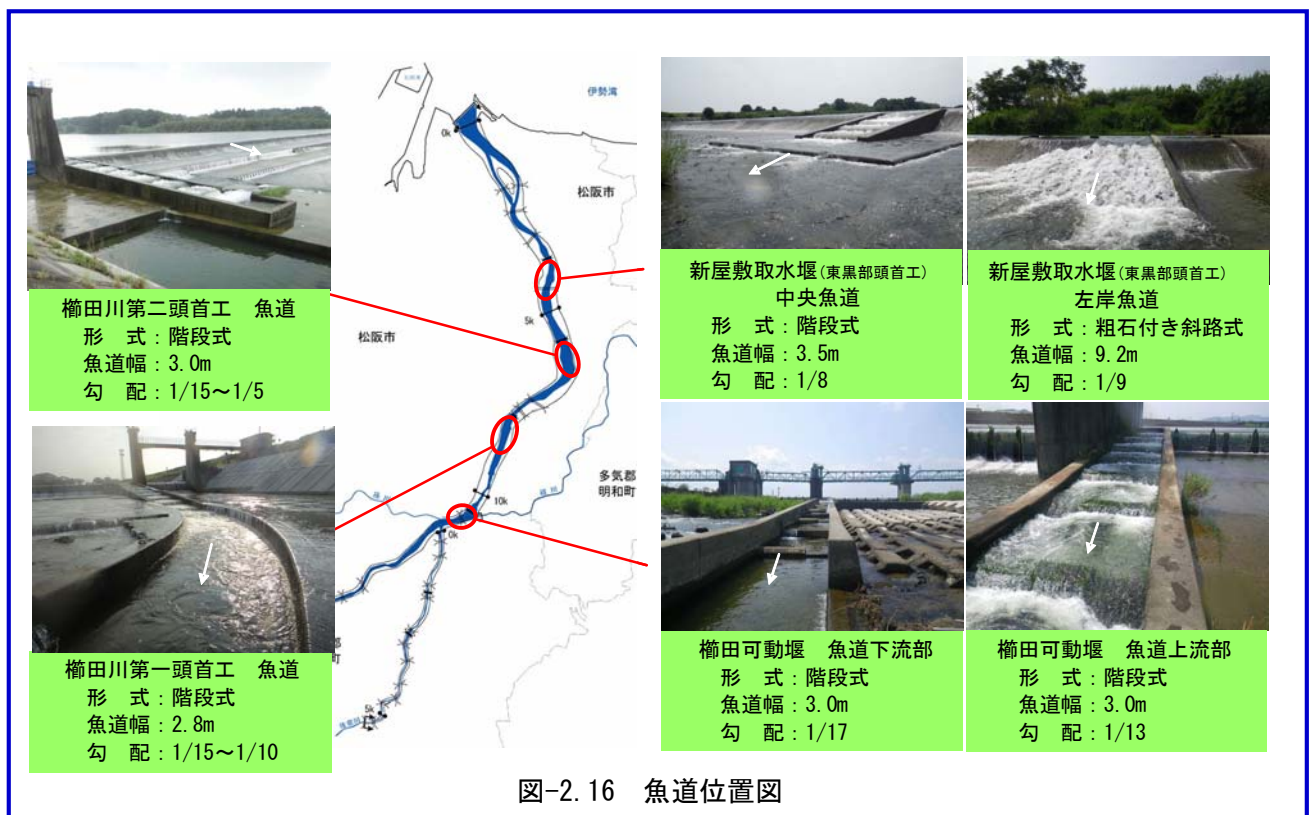 櫛田川第二頭首工　魚道
形　式：階段式
魚道幅：3.0m
勾　配：1/15～1/5
櫛田川第一頭首工　魚道
形　式：階段式
魚道幅：2.8m
勾　配：1/15～1/10
伊勢湾
0k
松阪市
5k
松阪市
多気郡
明和町
10k
0k
5k
新屋敷取水堰(東黒部頭首工)
中央魚道
形　式：階段式
魚道幅：3.5m
勾　配：1/8
新屋敷取水堰(東黒部頭首工)
左岸魚道
形　式：粗石付き斜路式
魚道幅：9.2m
勾　配：1/9
櫛田可動堰　魚道下流部
形　式：階段式
魚道幅：3.0m
勾　配：1/17
櫛田可動堰　魚道上流部
形　式：階段式
魚道幅：3.0m
勾　配：1/13
図-2.16　魚道位置図